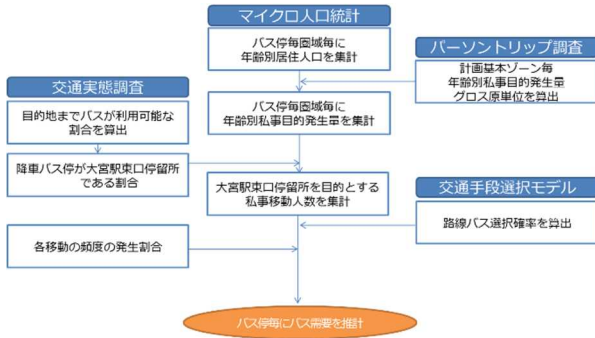 マイクロ人口統計
バス停毎圏域毎に
年齢別居住人口を集計
パーソントリップ調査
計画基本ゾーン毎
年齢別私事目的発生量
グロス原単位を算出
交通実態調査
目的地までバスが利用可能な
割合を算出
バス停毎圏域毎に
年齢別私事目的発生量を集計
降車バス停が大宮駅東口停留所
である割合
大宮駅東口停留所を目的とする
私事移動人数を集計
交通手段選択モデル
路線バス選択確率を算出
各移動の頻度の発生割合
バス停毎にバス需要を推計